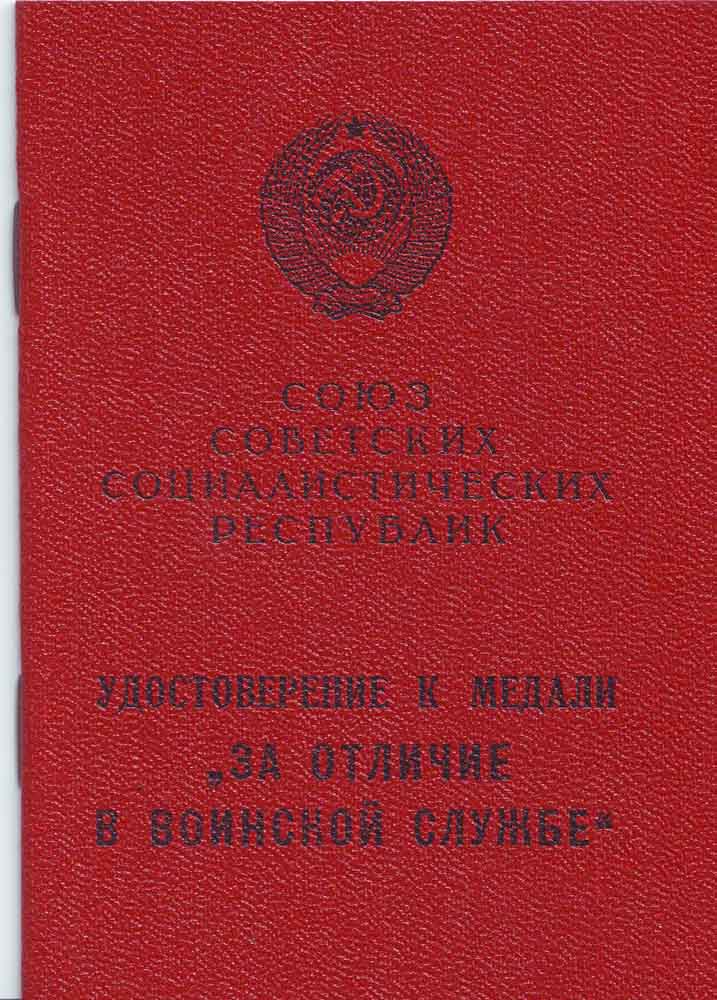 СОЮЗ
СОВЕТСКИХ
СОЦИАЛИСТИЧЕСКИХ
РЕСПУБЛИК
УДОСТОВЕРЕНИЕ К МЕДАЛИ
„ЗА ОТЛИЧИЕ
В ВОИНСКОЙ СЛУЖБЕ“